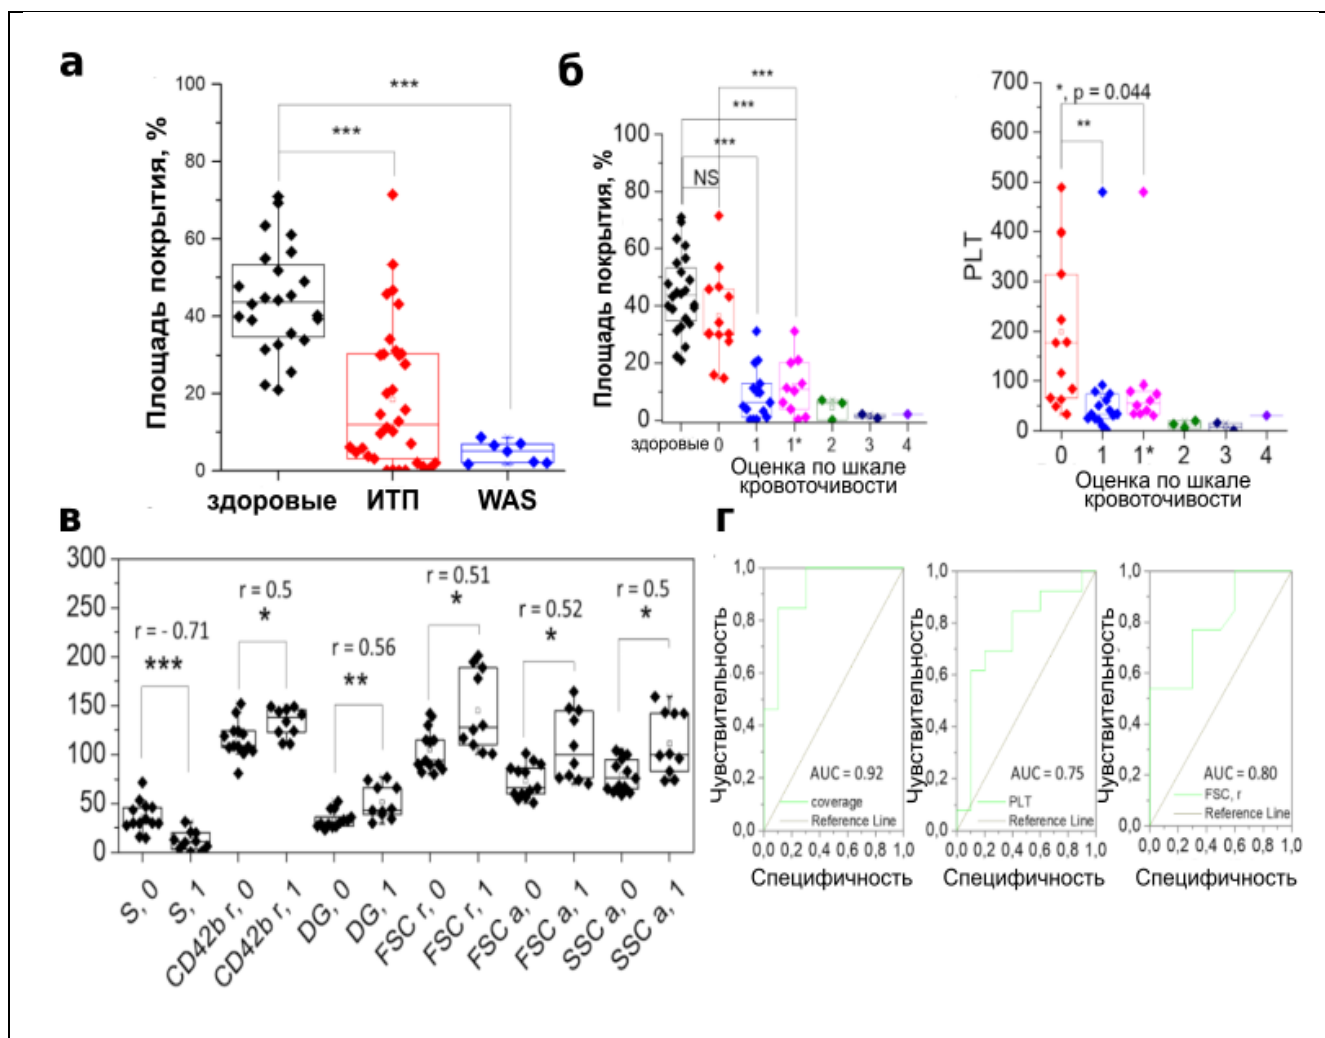 а
***
***
Площадь покрытия, %
100
80
60
40
20
0
здоровые ИТП WAS
б
***
***
***
NS
Площадь покрытия, %
100
80
60
40
20
0
здоровые 0 1 1* 2 3 4
Оценка по шкале
кровоточивости
*, p = 0.044
**
PLT
700
600
500
400
300
200
100
0
0 1 1* 2 3 4
Оценка по шкале
кровоточивости
в
300
250
200
150
100
50
0
r = - 0.71
***
r = 0.5
*
r = 0.56
**
r = 0.51
*
r = 0.52
*
r = 0.5
*
S, 0
S, 1
CD42b r, 0
CD42b r, 1
DG, 0
DG, 1
FSC r, 0
FSC r, 1
FSC a, 0
FSC a, 1
SSC a, 0
SSC a, 1
г
Чувствительность
1,0
0,8
0,6
0,4
0,2
0,0
AUC = 0.92
coverage
Reference Line
0,0 0,2 0,4 0,6 0,8 1,0
Специфичность
Чувствительность
1,0
0,8
0,6
0,4
0,2
0,0
AUC = 0.75
PLT
Reference Line
0,0 0,2 0,4 0,6 0,8 1,0
Специфичность
Чувствительность
1,0
0,8
0,6
0,4
0,2
0,0
AUC = 0.80
FSC, r
Reference Line
0,0 0,2 0,4 0,6 0,8 1,0
Специфичность